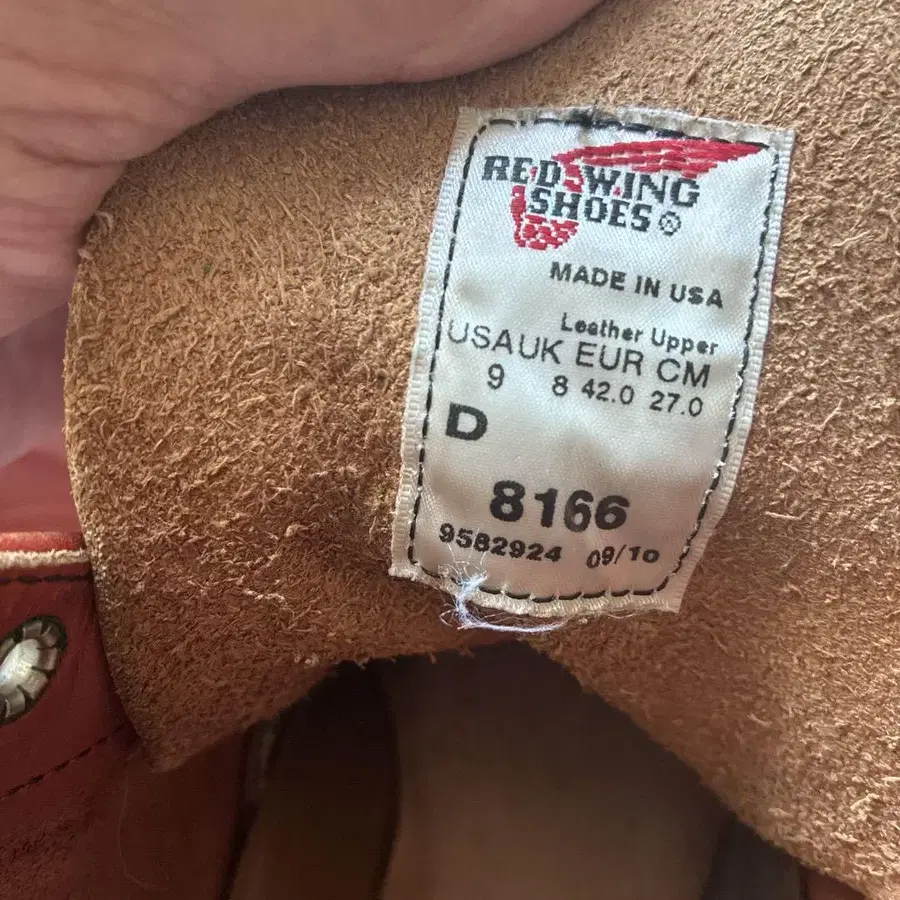 RED WING
SHOES®
MADE IN USA
Leather Upper
USA UK EUR CM
9 8 42.0 27.0
D
8166
9582924 09/10